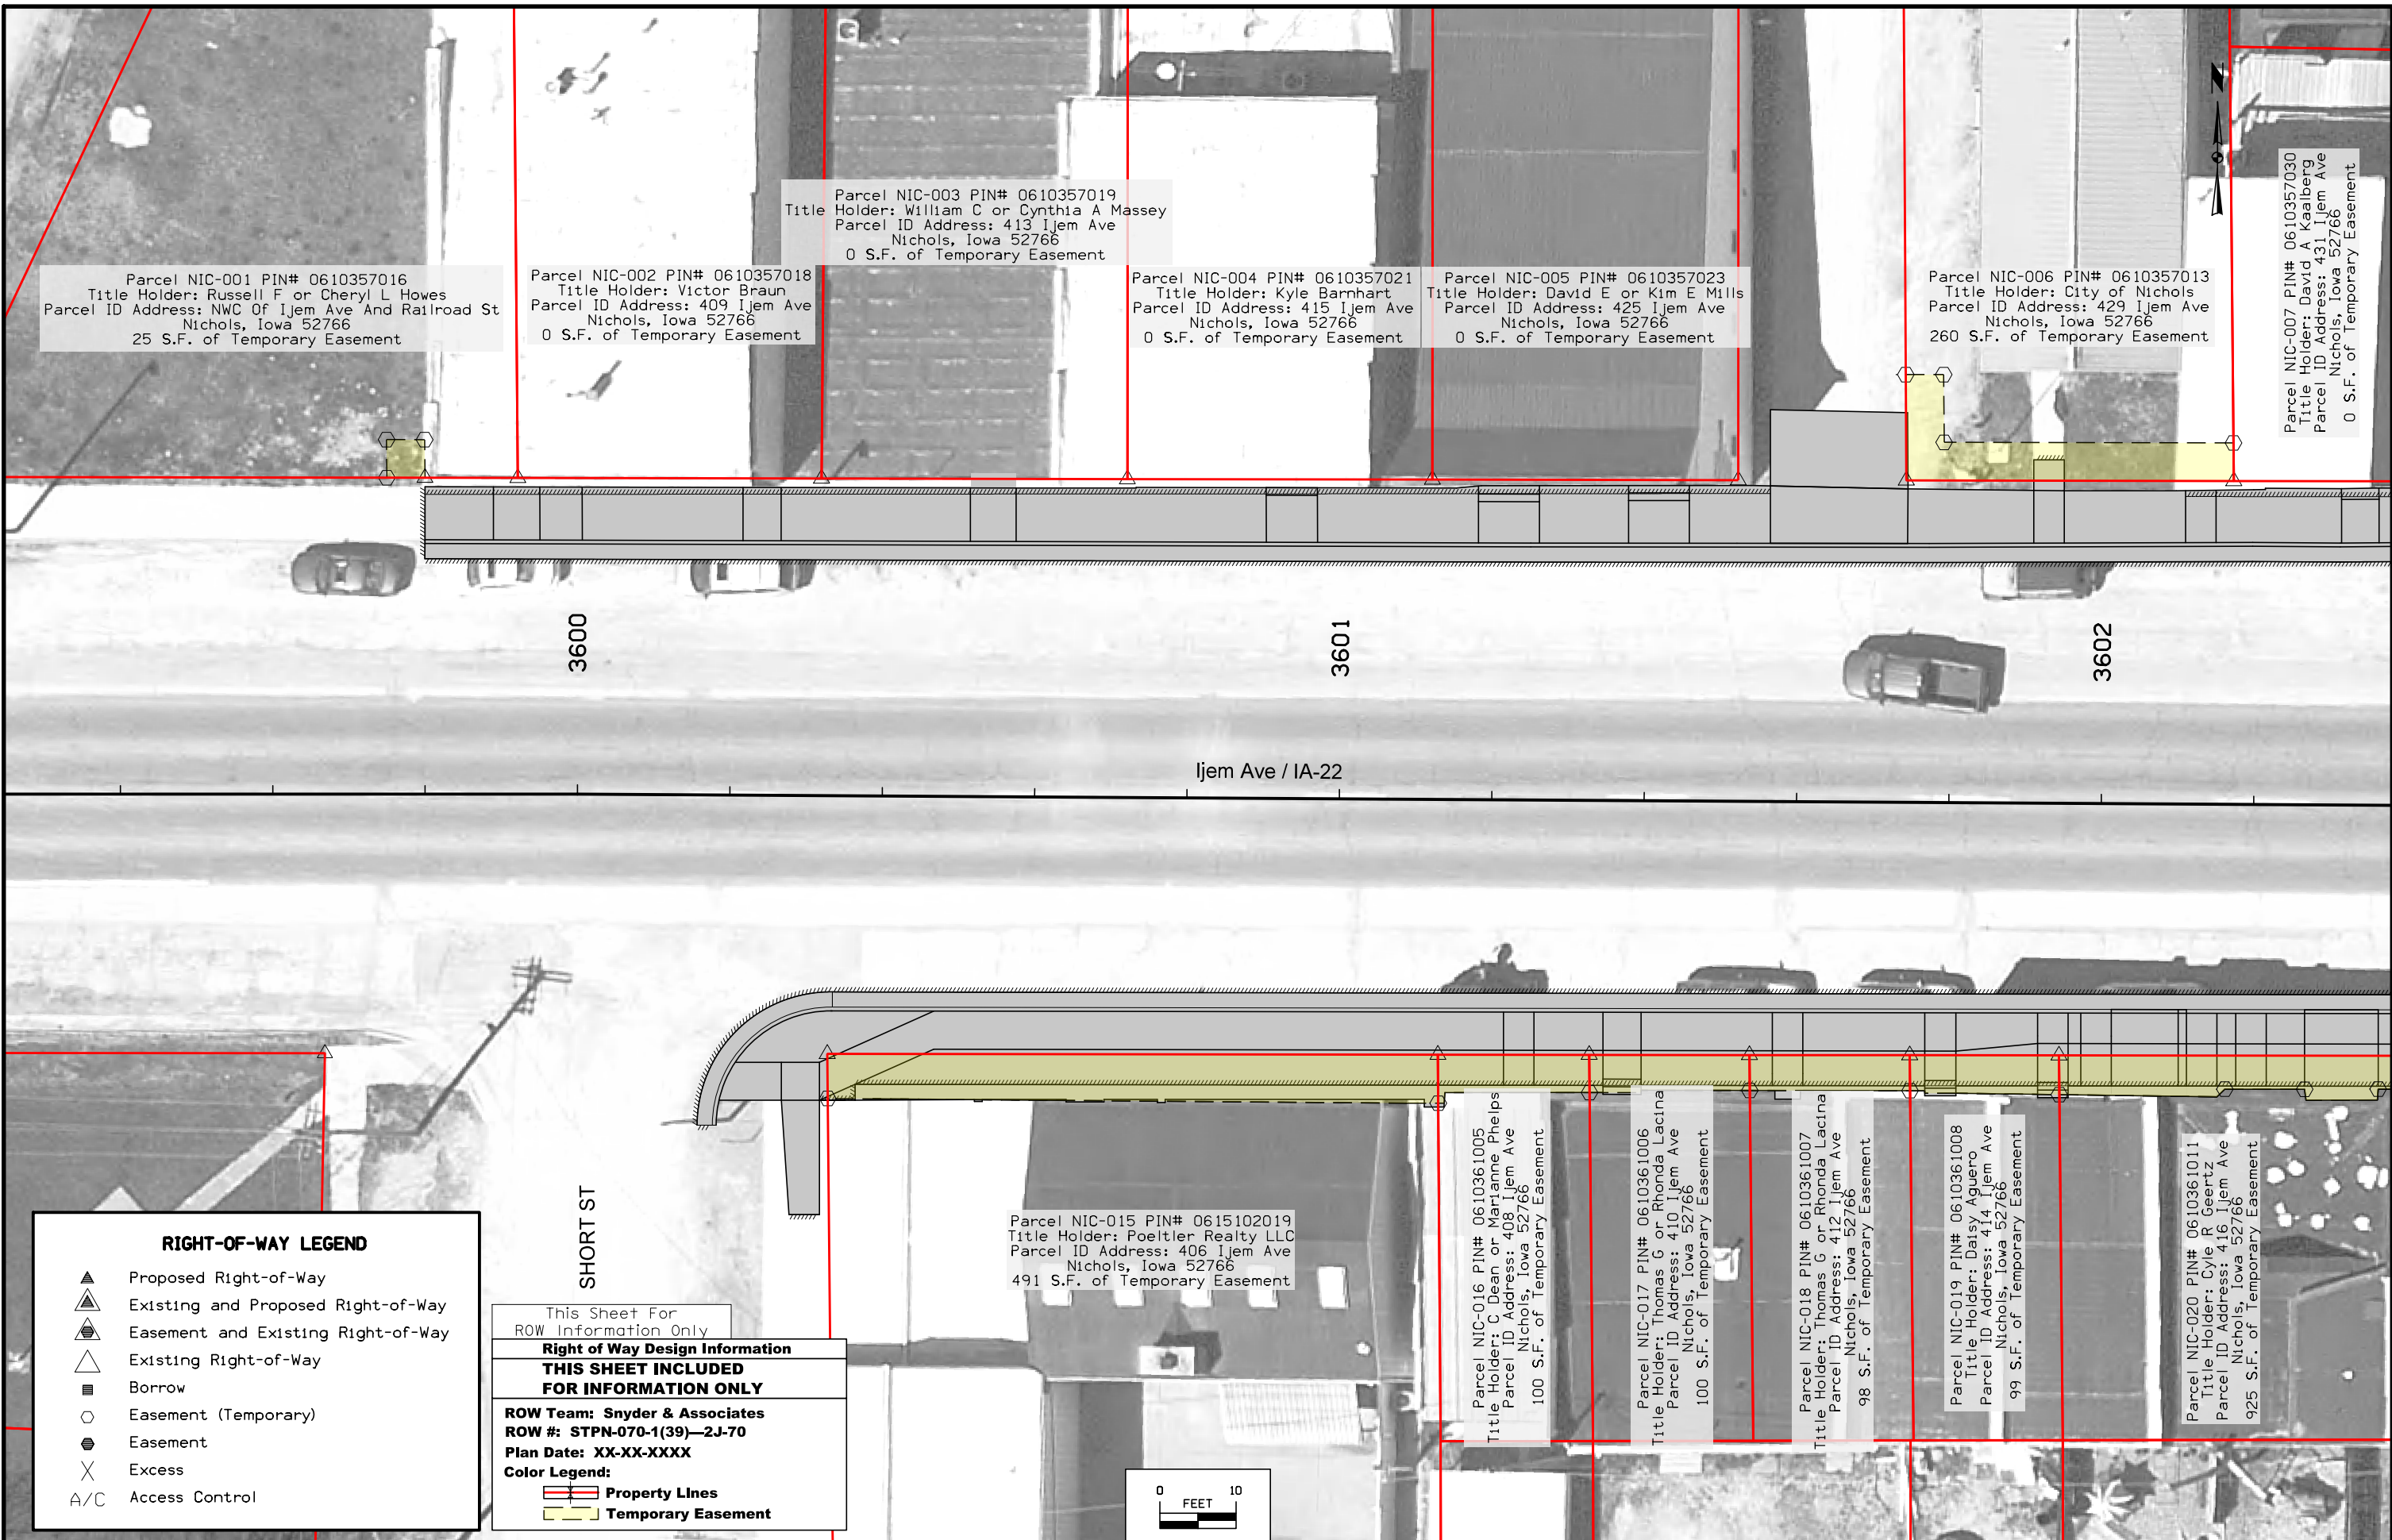 Parcel NIC-001 PIN# 0610357016
Title Holder: Russell F or Cheryl L Howes
Parcel ID Address: NWC Of Ijem Ave And Railroad St
Nichols, Iowa 52766
25 S.F. of Temporary Easement
Parcel NIC-002 PIN# 0610357018
Title Holder: Victor Braun
Parcel ID Address: 409 Ijem Ave
Nichols, Iowa 52766
0 S.F. of Temporary Easement
Parcel NIC-003 PIN# 0610357019
Title Holder: William C or Cynthia A Massey
Parcel ID Address: 413 Ijem Ave
Nichols, Iowa 52766
0 S.F. of Temporary Easement
Parcel NIC-004 PIN# 0610357021
Title Holder: Kyle Barnhart
Parcel ID Address: 415 Ijem Ave
Nichols, Iowa 52766
0 S.F. of Temporary Easement
Parcel NIC-005 PIN# 0610357023
Title Holder: David E or Kim E Mills
Parcel ID Address: 425 Ijem Ave
Nichols, Iowa 52766
0 S.F. of Temporary Easement
Parcel NIC-006 PIN# 0610357013
Title Holder: City of Nichols
Parcel ID Address: 429 Ijem Ave
Nichols, Iowa 52766
260 S.F. of Temporary Easement
Parcel NIC-007 PIN# 0610357030
Title Holder: David A Kaalberg
Parcel ID Address: 431 Ijem Ave
Nichols, Iowa 52766
0 S.F. of Temporary Easement
N
3600
3601
3602
Ijem Ave / IA-22
SHORT ST
Parcel NIC-015 PIN# 0615102019
Title Holder: Poeltler Realty LLC
Parcel ID Address: 406 Ijem Ave
Nichols, Iowa 52766
491 S.F. of Temporary Easement
Parcel NIC-016 PIN# 0610361005
Title Holder: C Dean or Marianne Phelps
Parcel ID Address: 408 Ijem Ave
Nichols, Iowa 52766
100 S.F. of Temporary Easement
Parcel NIC-017 PIN# 0610361006
Title Holder: Thomas G or Rhonda Lacina
Parcel ID Address: 410 Ijem Ave
Nichols, Iowa 52766
100 S.F. of Temporary Easement
Parcel NIC-018 PIN# 0610361007
Title Holder: Thomas G or Rhonda Lacina
Parcel ID Address: 412 Ijem Ave
Nichols, Iowa 52766
98 S.F. of Temporary Easement
Parcel NIC-019 PIN# 0610361008
Title Holder: Daisy Aguero
Parcel ID Address: 414 Ijem Ave
Nichols, Iowa 52766
99 S.F. of Temporary Easement
Parcel NIC-020 PIN# 0610361011
Title Holder: Cyle R Geertz
Parcel ID Address: 416 Ijem Ave
Nichols, Iowa 52766
925 S.F. of Temporary Easement
RIGHT-OF-WAY LEGEND
Proposed Right-of-Way
Existing and Proposed Right-of-Way
Easement and Existing Right-of-Way
Existing Right-of-Way
Borrow
Easement (Temporary)
Easement
Excess
A/C Access Control
This Sheet For
ROW Information Only
Right of Way Design Information
THIS SHEET INCLUDED
FOR INFORMATION ONLY
ROW Team: Snyder & Associates
ROW #: STPN-070-1(39)—2J-70
Plan Date: XX-XX-XXXX
Color Legend:
Property Lines
Temporary Easement
0 10
FEET